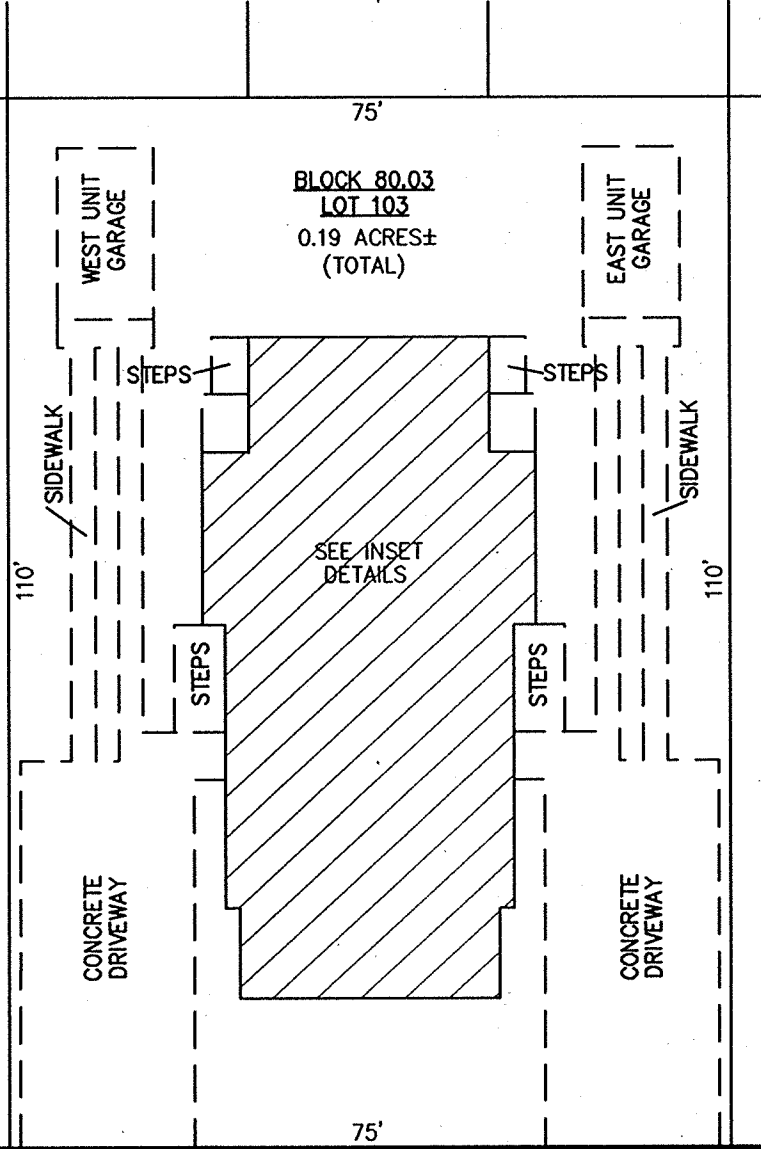 75'
BLOCK 80.03
LOT 103
0.19 ACRES±
(TOTAL)
WEST UNIT
GARAGE
EAST UNIT
GARAGE
STEPS
STEPS
SIDEWALK
SIDEWALK
SEE INSET
DETAILS
110'
110'
STEPS
STEPS
CONCRETE
DRIVEWAY
CONCRETE
DRIVEWAY
75'